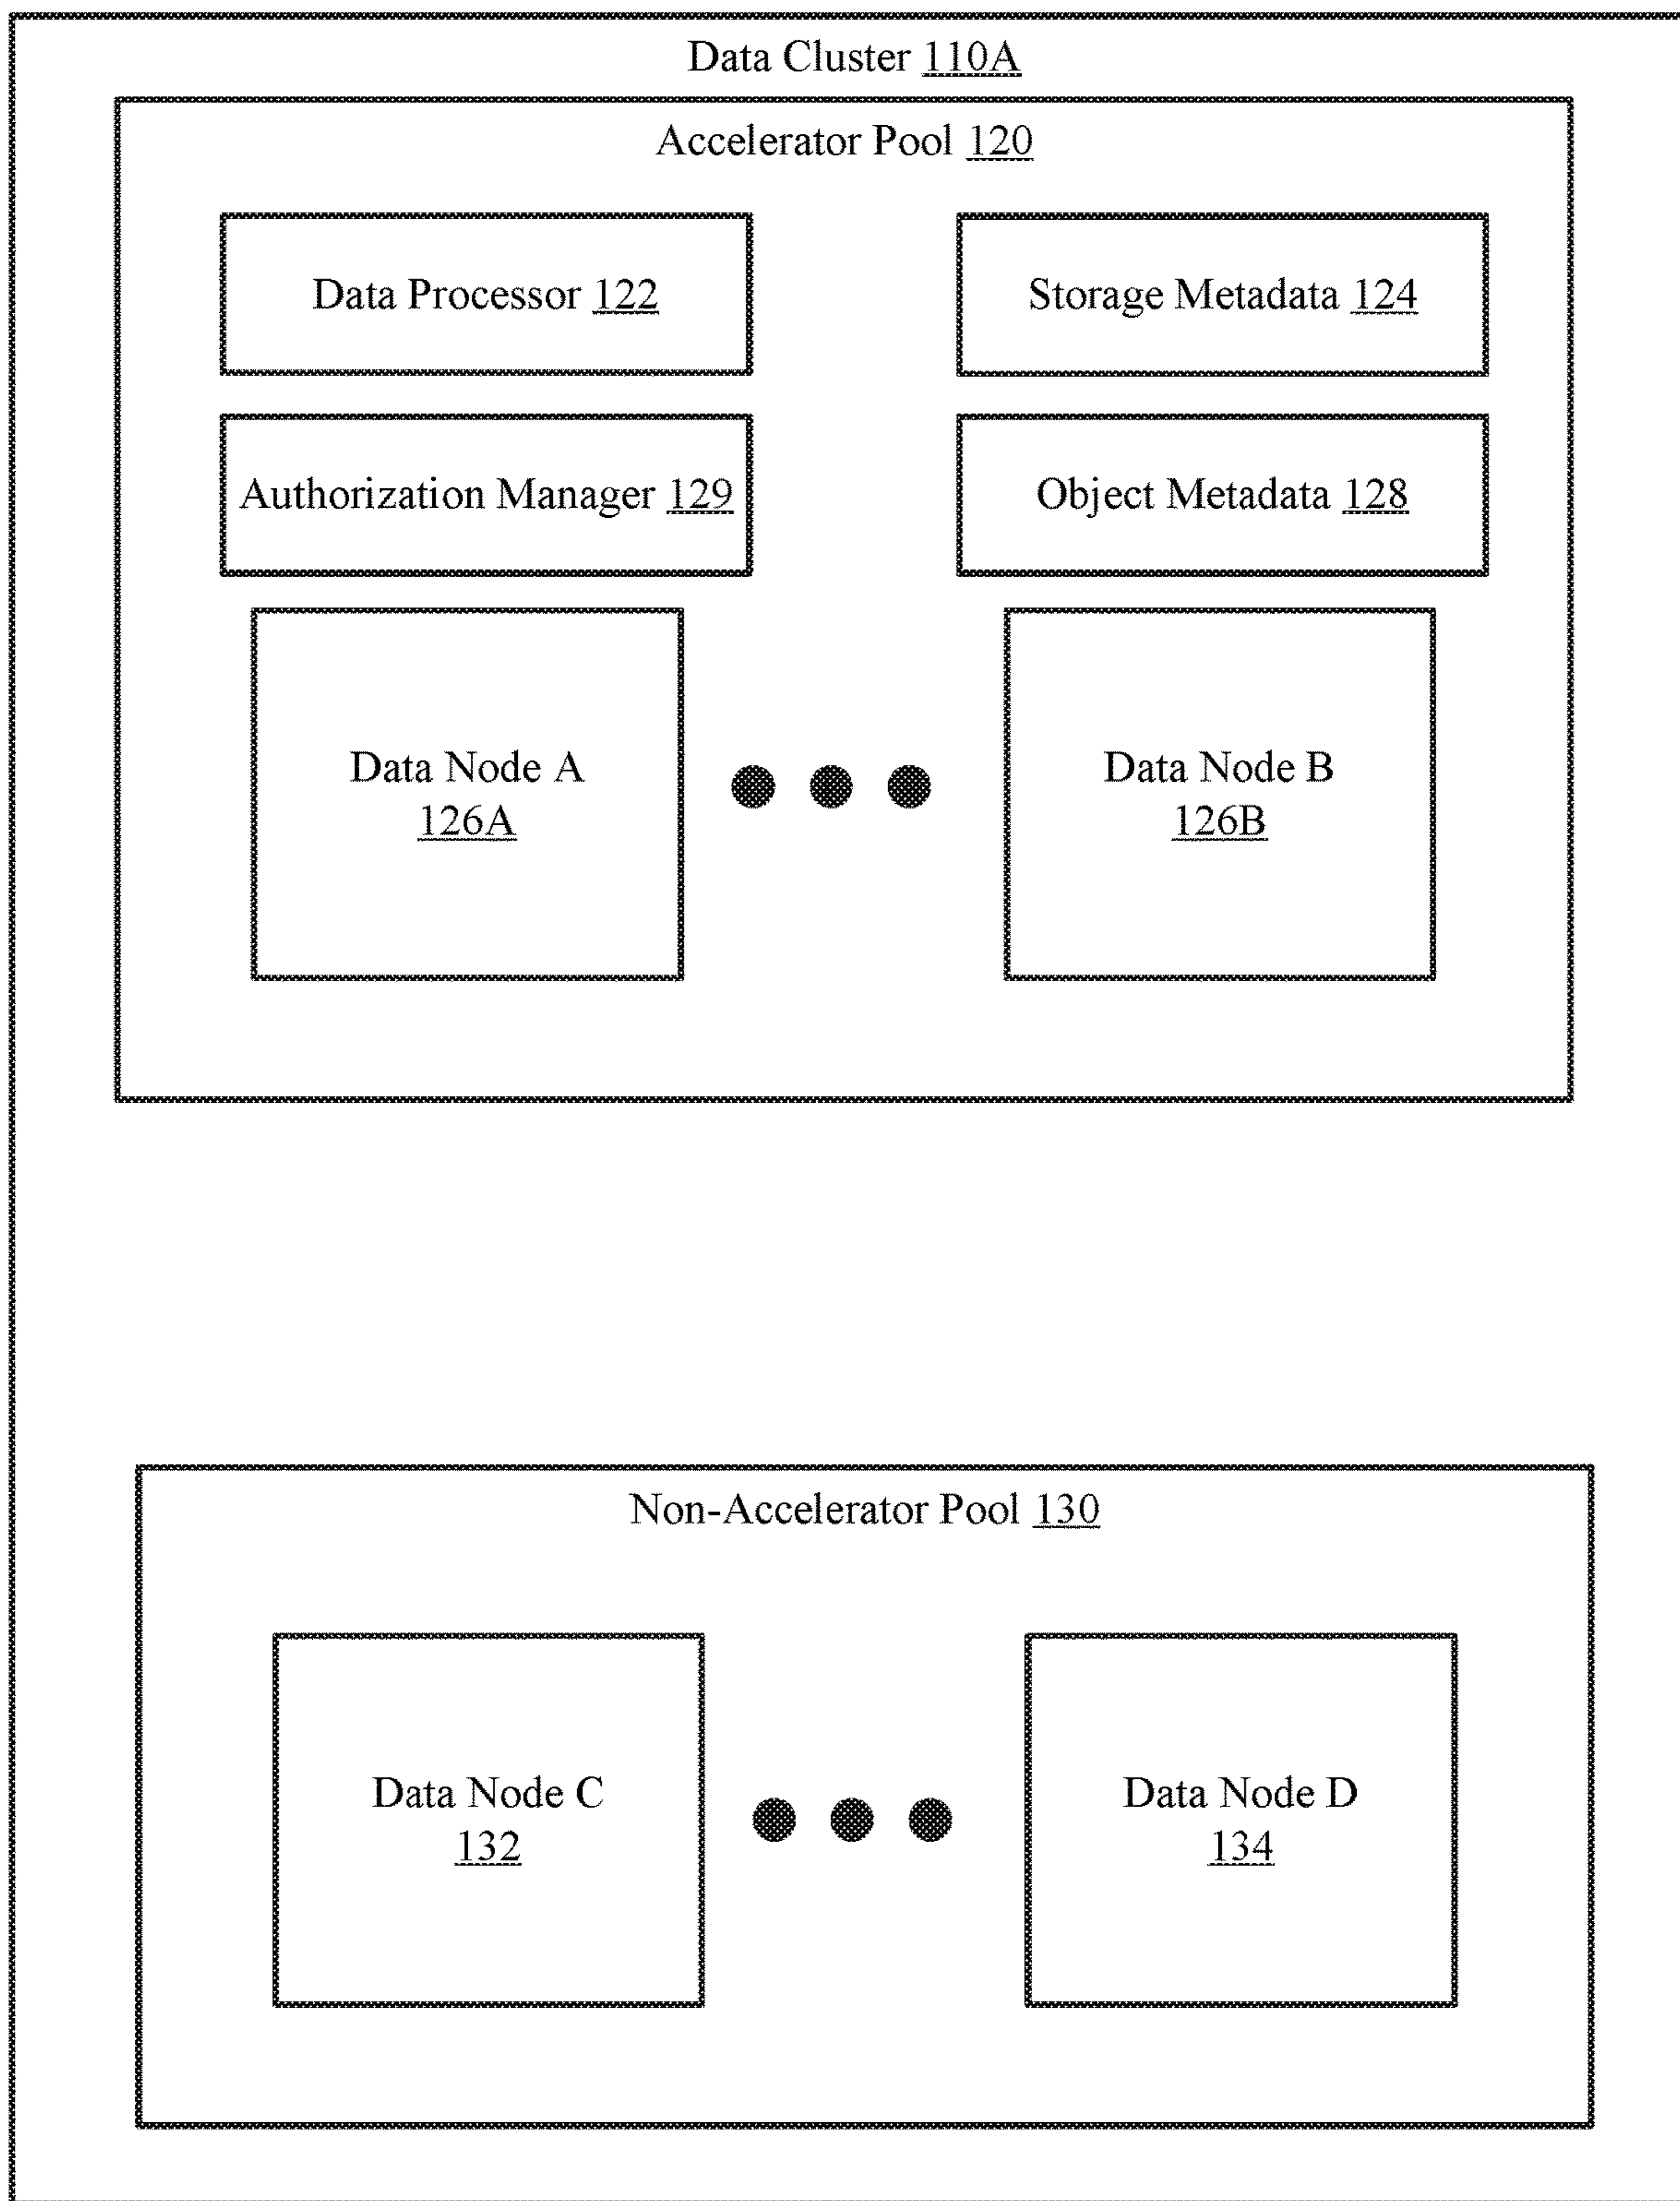 Data Cluster 110A
Accelerator Pool 120
Data Processor 122
Storage Metadata 124
Authorization Manager 129
Object Metadata 128
Data Node A
126A
Data Node B
126B
Non-Accelerator Pool 130
Data Node C
132
Data Node D
134